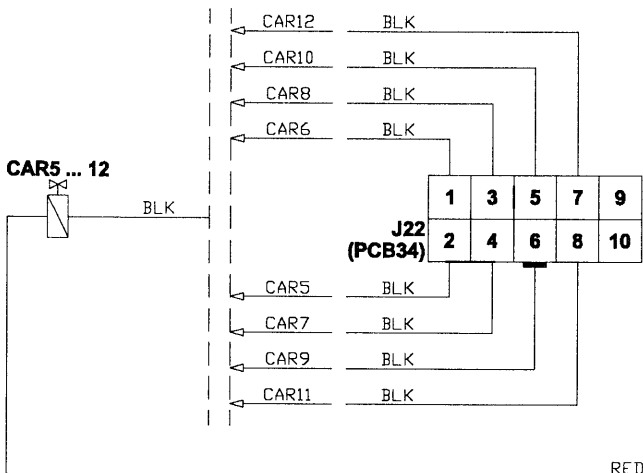 CAR12 BLK
CAR10 BLK
CAR8 BLK
CAR6 BLK
CAR5 ... 12
BLK
1 3 5 7 9
J22
(PCB34)
2 4 6 8 10
CAR5 BLK
CAR7 BLK
CAR9 BLK
CAR11 BLK
RED